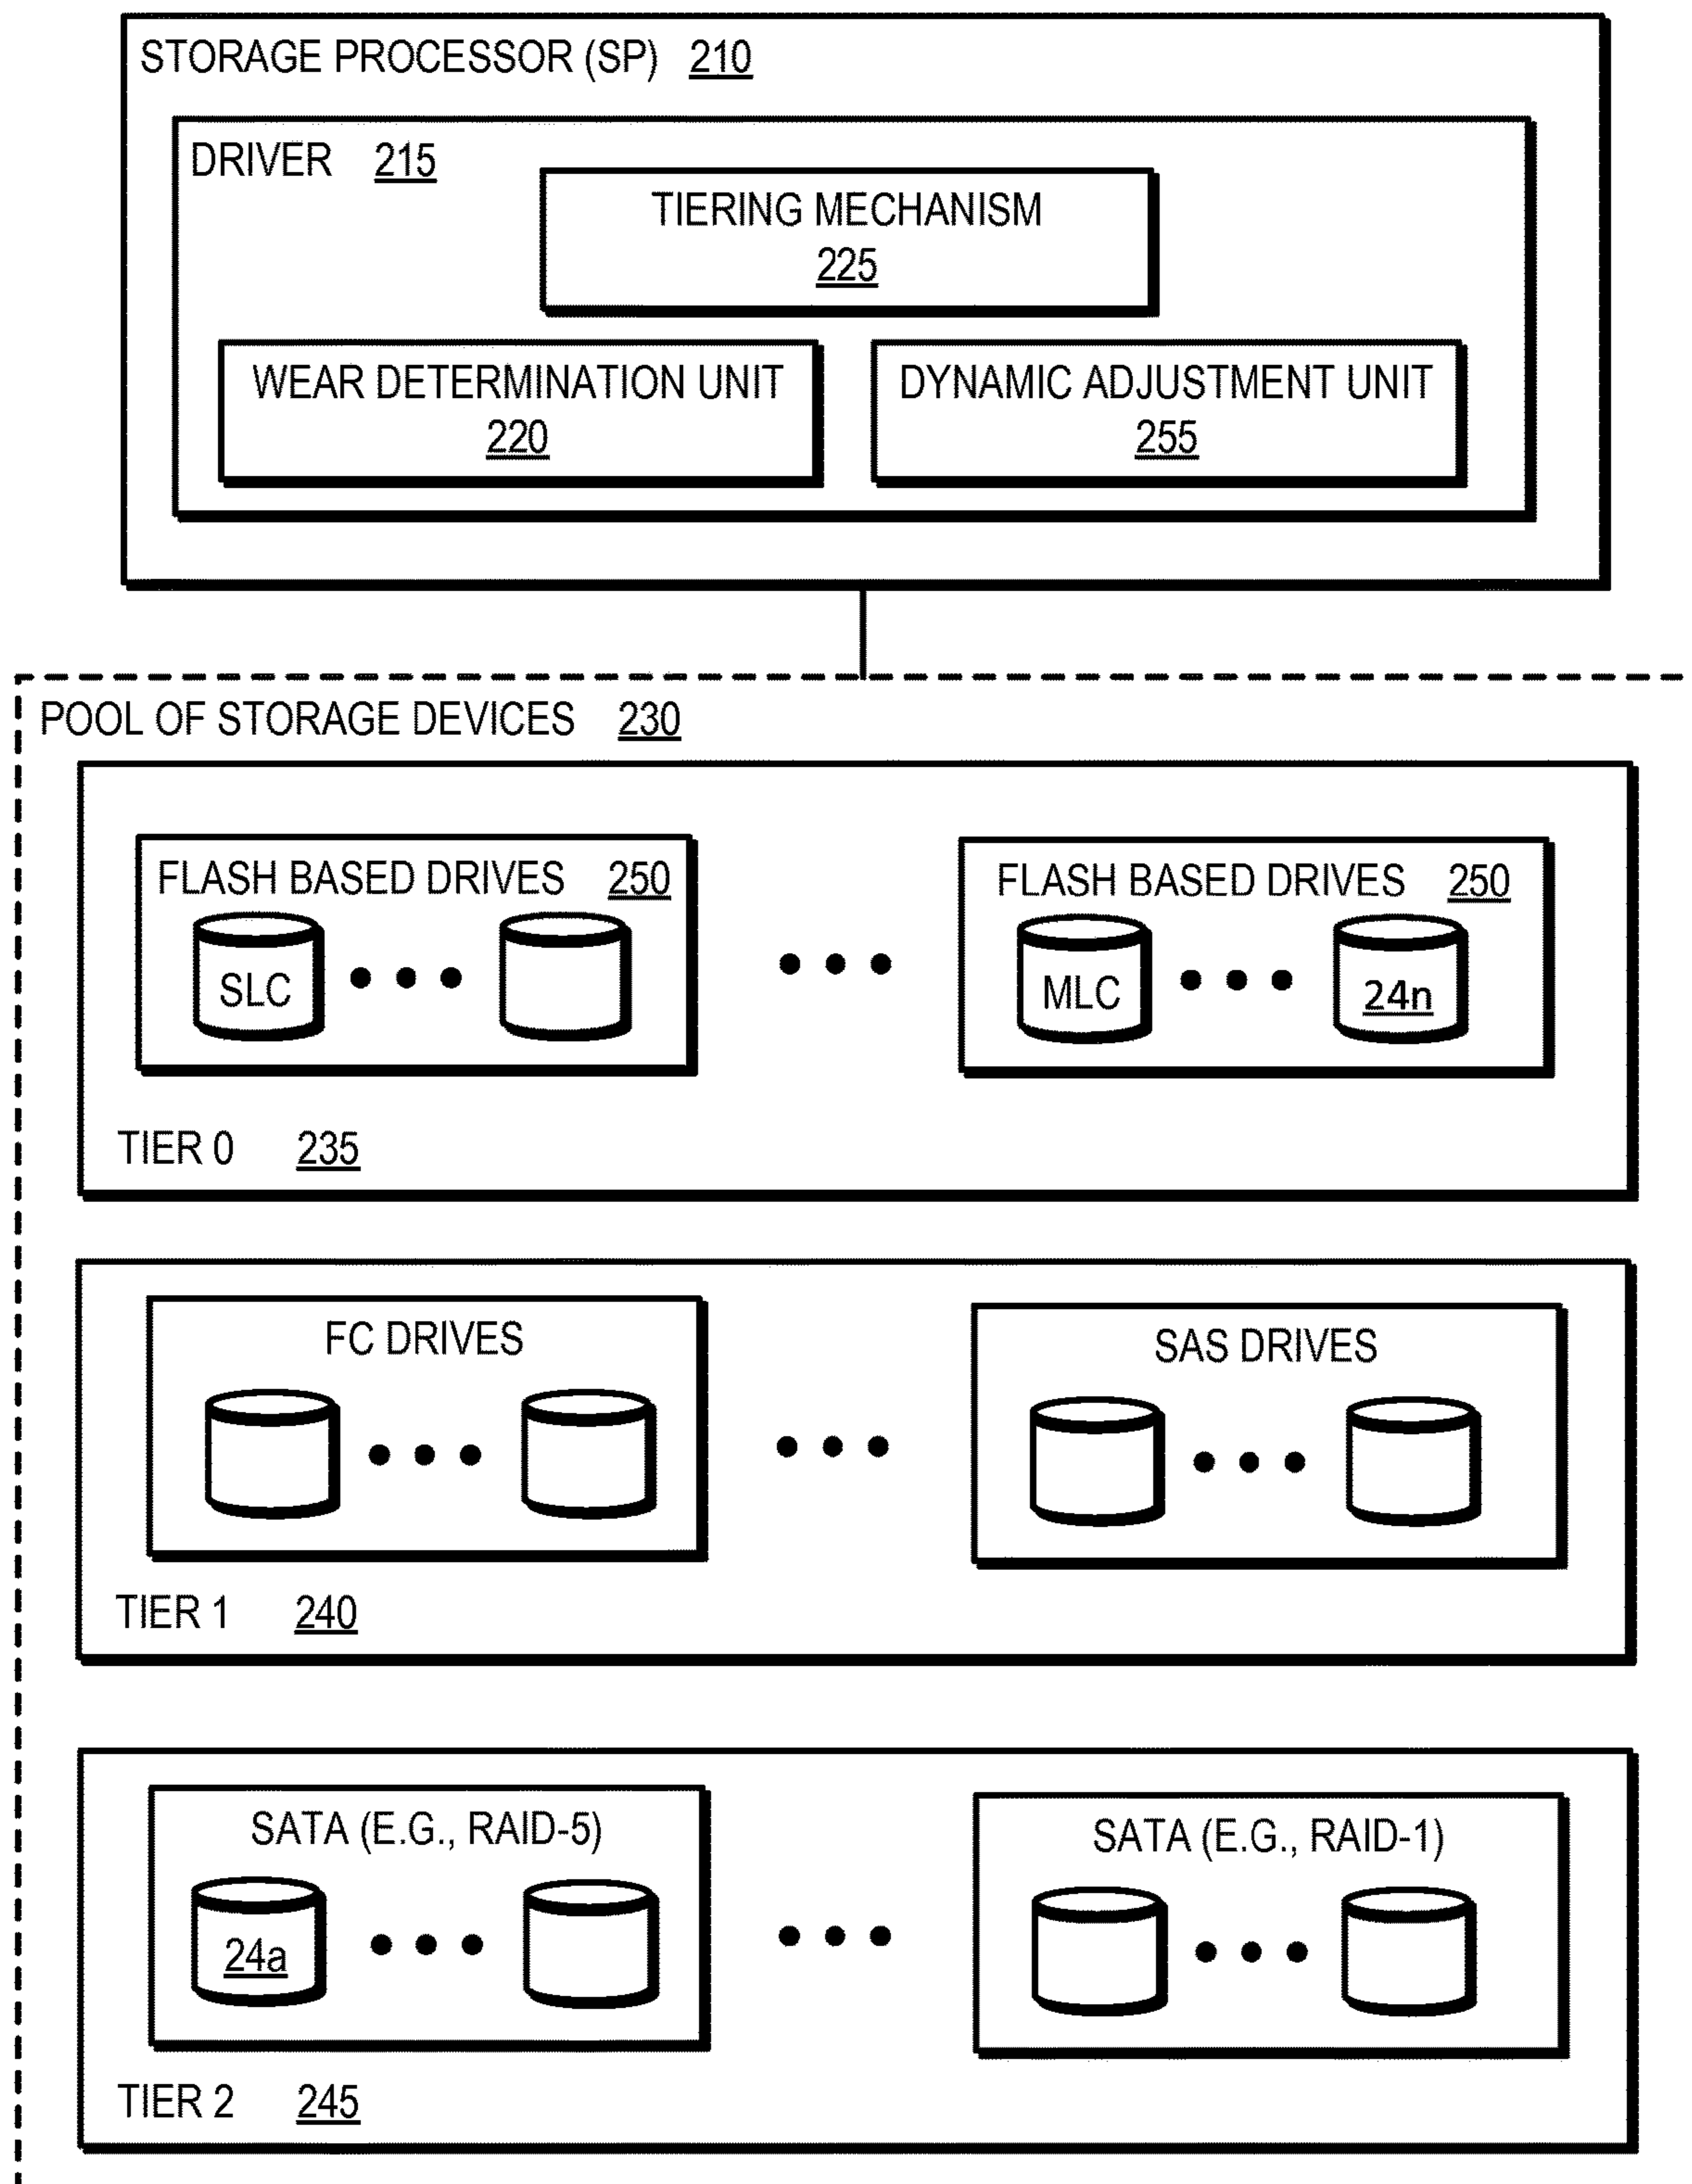 STORAGE PROCESSOR (SP) 210
DRIVER 215
TIERING MECHANISM
225
WEAR DETERMINATION UNIT
220
DYNAMIC ADJUSTMENT UNIT
255
POOL OF STORAGE DEVICES 230
FLASH BASED DRIVES 250
SLC
FLASH BASED DRIVES 250
MLC
24n
TIER 0 235
FC DRIVES
SAS DRIVES
TIER 1 240
SATA (E.G., RAID-5)
24a
SATA (E.G., RAID-1)
TIER 2 245